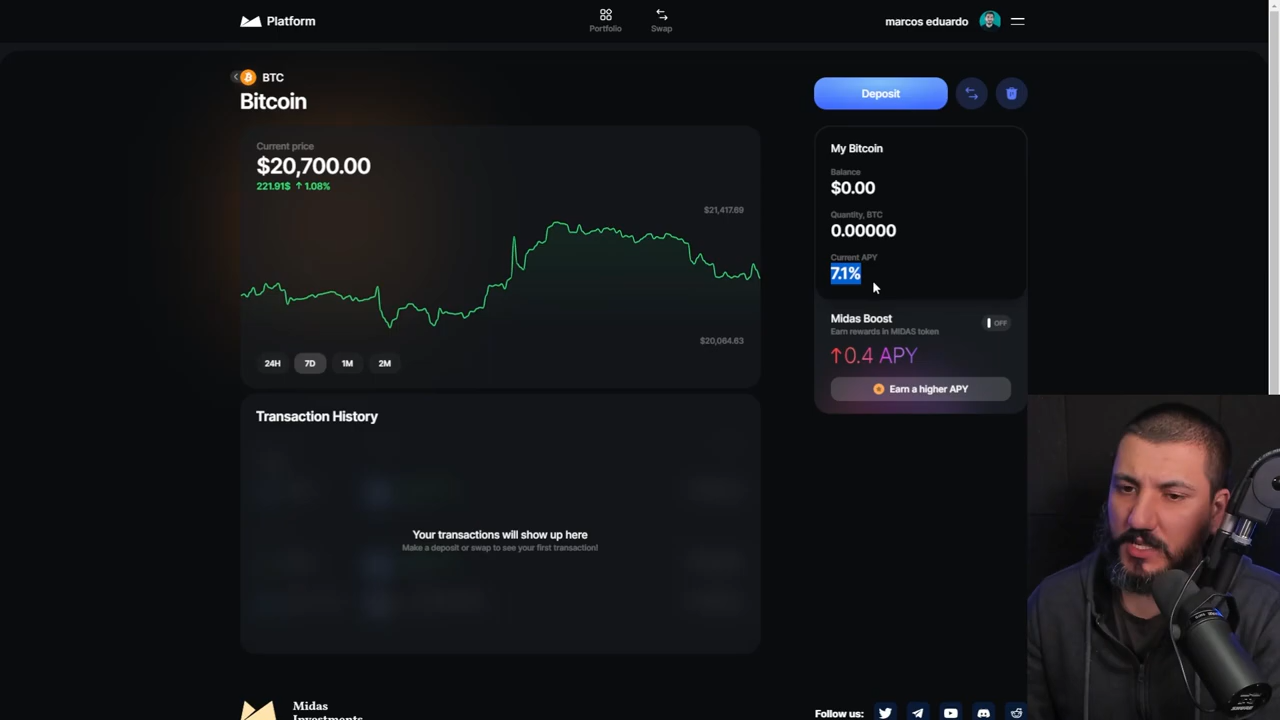 Platform
Portfolio
Swap
marcos eduardo
BTC
Bitcoin
Current price
$20,700.00
221.91$ ↑ 1.08%
$21,417.69
$20,064.63
24H
7D
1M
2M
Transaction History
Your transactions will show up here
Make a deposit or swap to see your first transaction!
Deposit
My Bitcoin
Balance
$0.00
Quantity, BTC
0.00000
Current APY
7.1%
Midas Boost
OFF
Earn rewards in MIDAS token
↑0.4 APY
Earn a higher APY
Midas
Investments
Follow us: